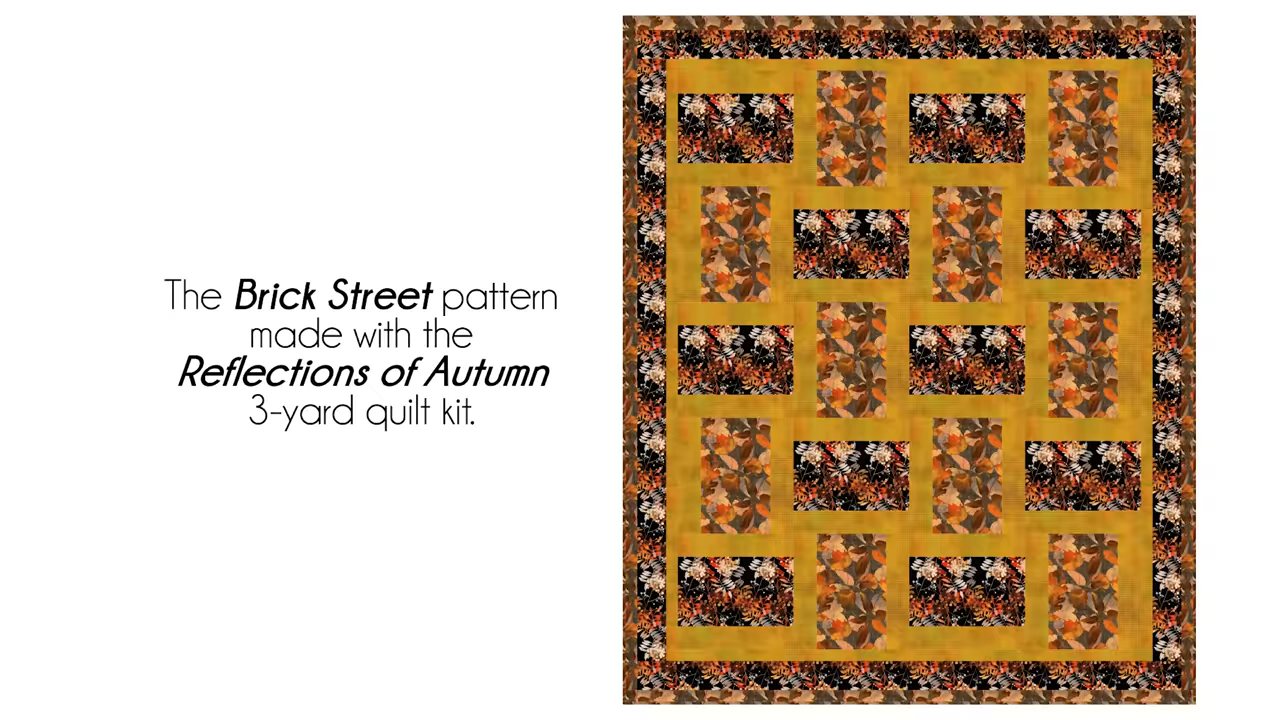 The Brick Street pattern
made with the
Reflections of Autumn
3-yard quilt kit.